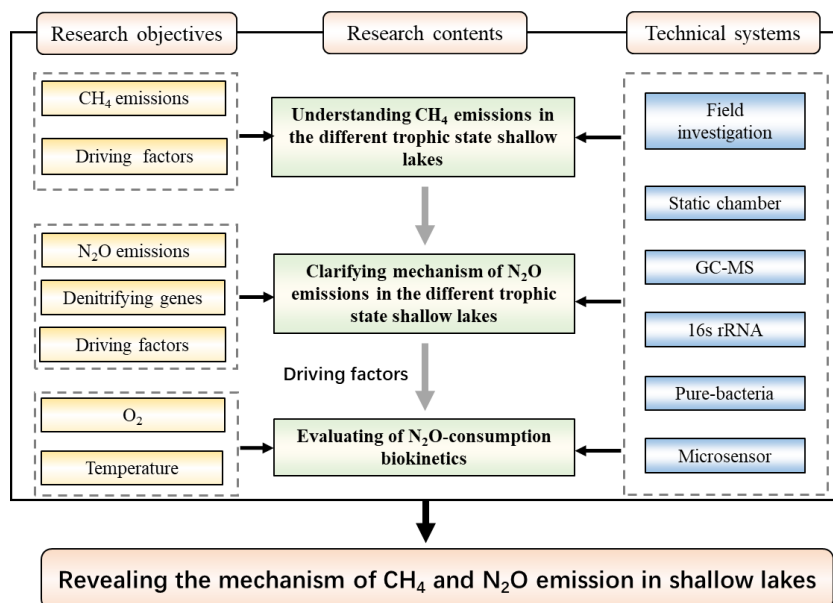 Research objectives
Research contents
Technical systems
CH₄ emissions
Driving factors
Understanding CH₄ emissions in
the different trophic state shallow
lakes
Field
investigation
Static chamber
N₂O emissions
Denitrifying genes
Driving factors
Clarifying mechanism of N₂O
emissions in the different trophic
state shallow lakes
GC-MS
16s rRNA
Driving factors
O₂
Temperature
Evaluating of N₂O-consumption
biokinetics
Pure-bacteria
Microsensor
Revealing the mechanism of CH₄ and N₂O emission in shallow lakes